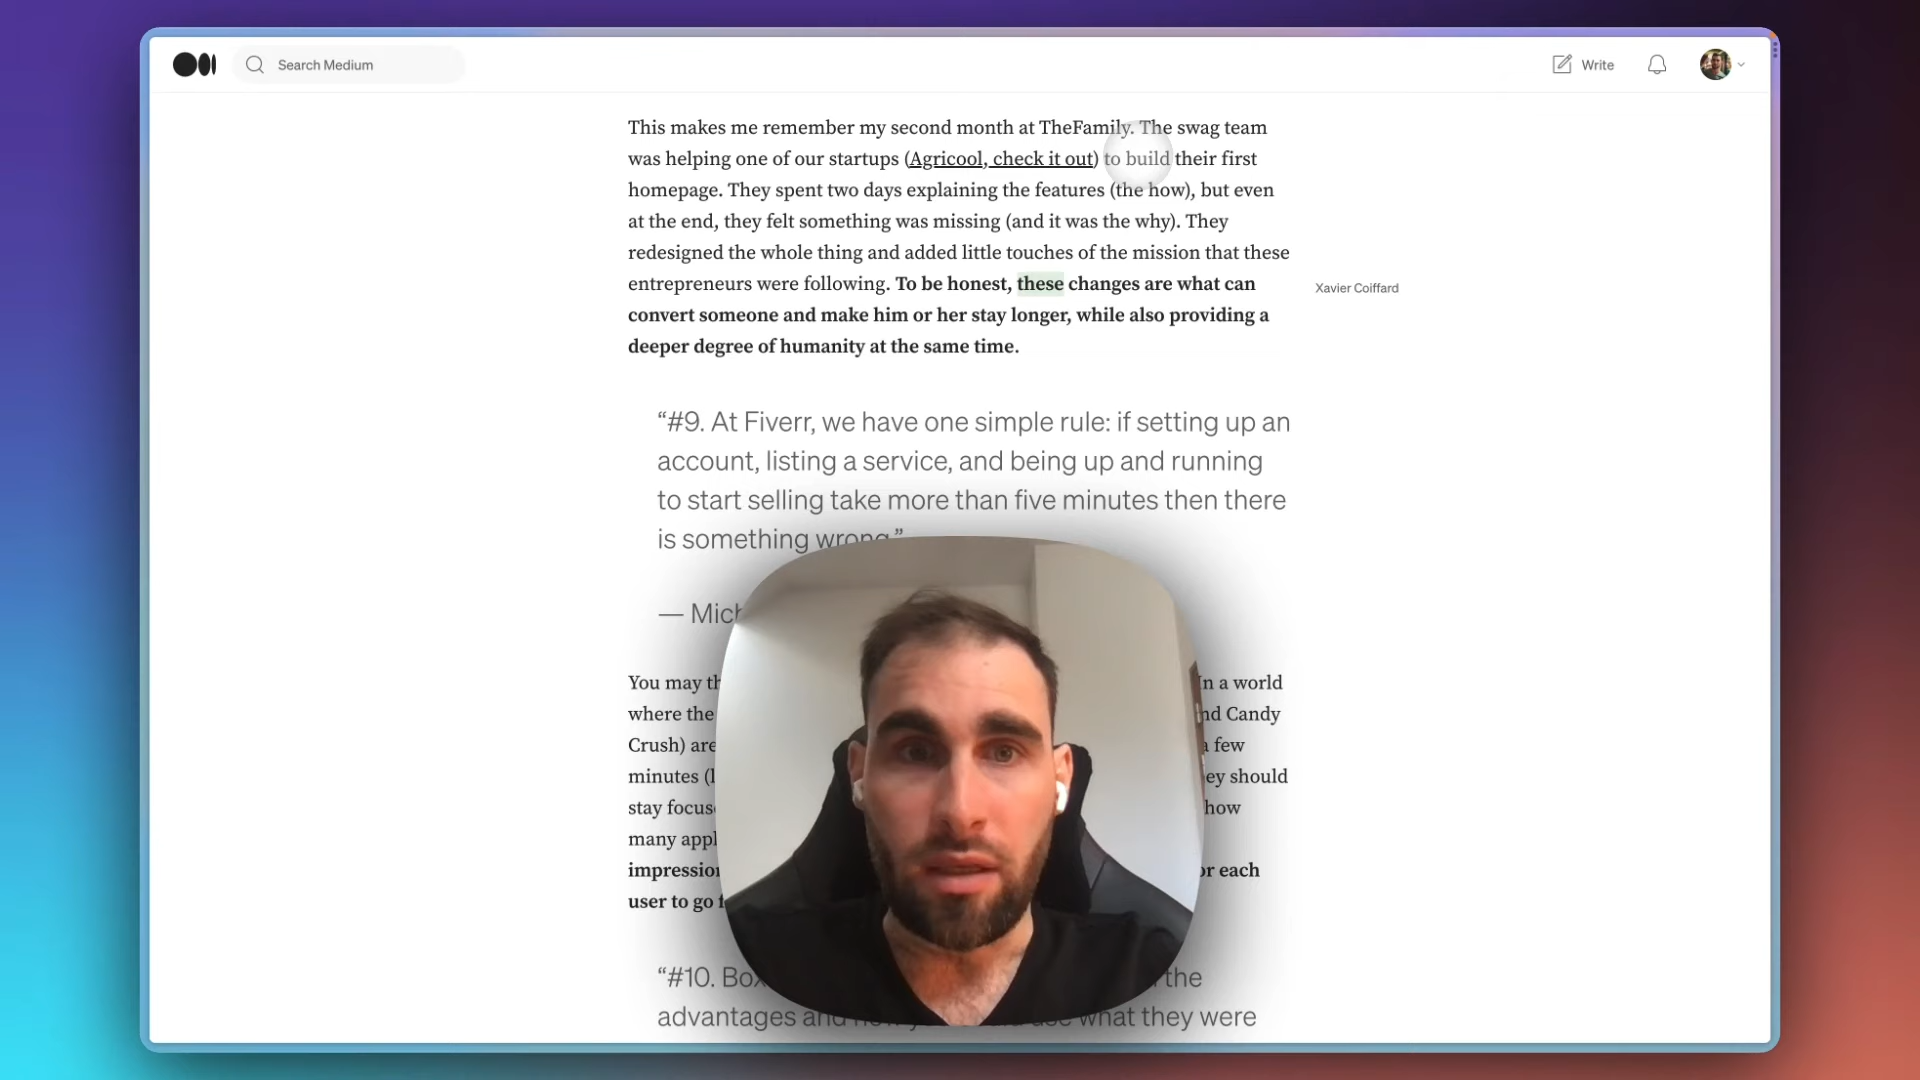 Search Medium
Write
This makes me remember my second month at TheFamily. The swag team
was helping one of our startups (Agricool, check it out) to build their first
homepage. They spent two days explaining the features (the how), but even
at the end, they felt something was missing (and it was the why). They
redesigned the whole thing and added little touches of the mission that these
entrepreneurs were following. To be honest, these changes are what can
Xavier Coiffard
convert someone and make him or her stay longer, while also providing a
deeper degree of humanity at the same time.
“#9. At Fiverr, we have one simple rule: if setting up an
account, listing a service, and being up and running
to start selling take more than five minutes then there
is something wrong.”
— Mich
You may th
In a world
where the
nd Candy
Crush) are
a few
minutes (l
ey should
stay focus
how
many appl
impression
or each
user to go f
“#10. Box
the
advantages and
what they were